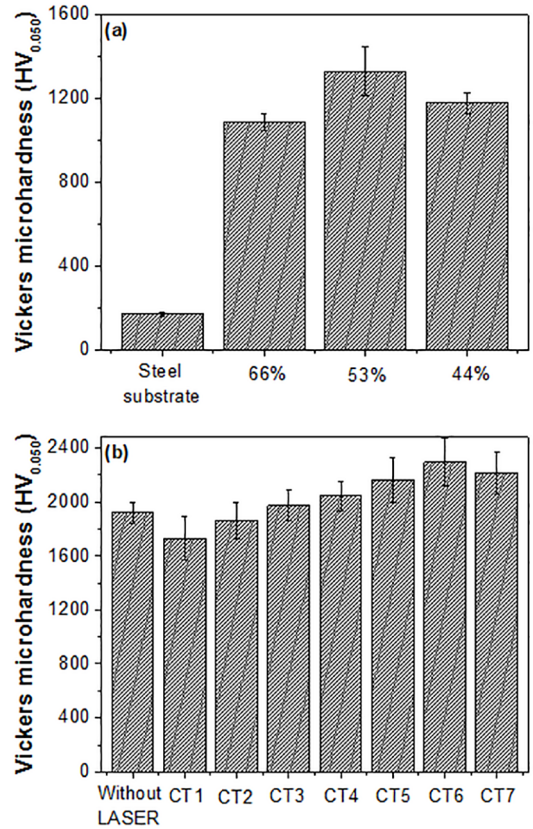 (a)
Vickers microhardness (HV0.050)
1600
1200
800
400
0
Steel
substrate
66%
53%
44%
(b)
Vickers microhardness (HV0.050)
2400
2000
1600
1200
800
400
0
Without
LASER
CT1
CT2
CT3
CT4
CT5
CT6
CT7